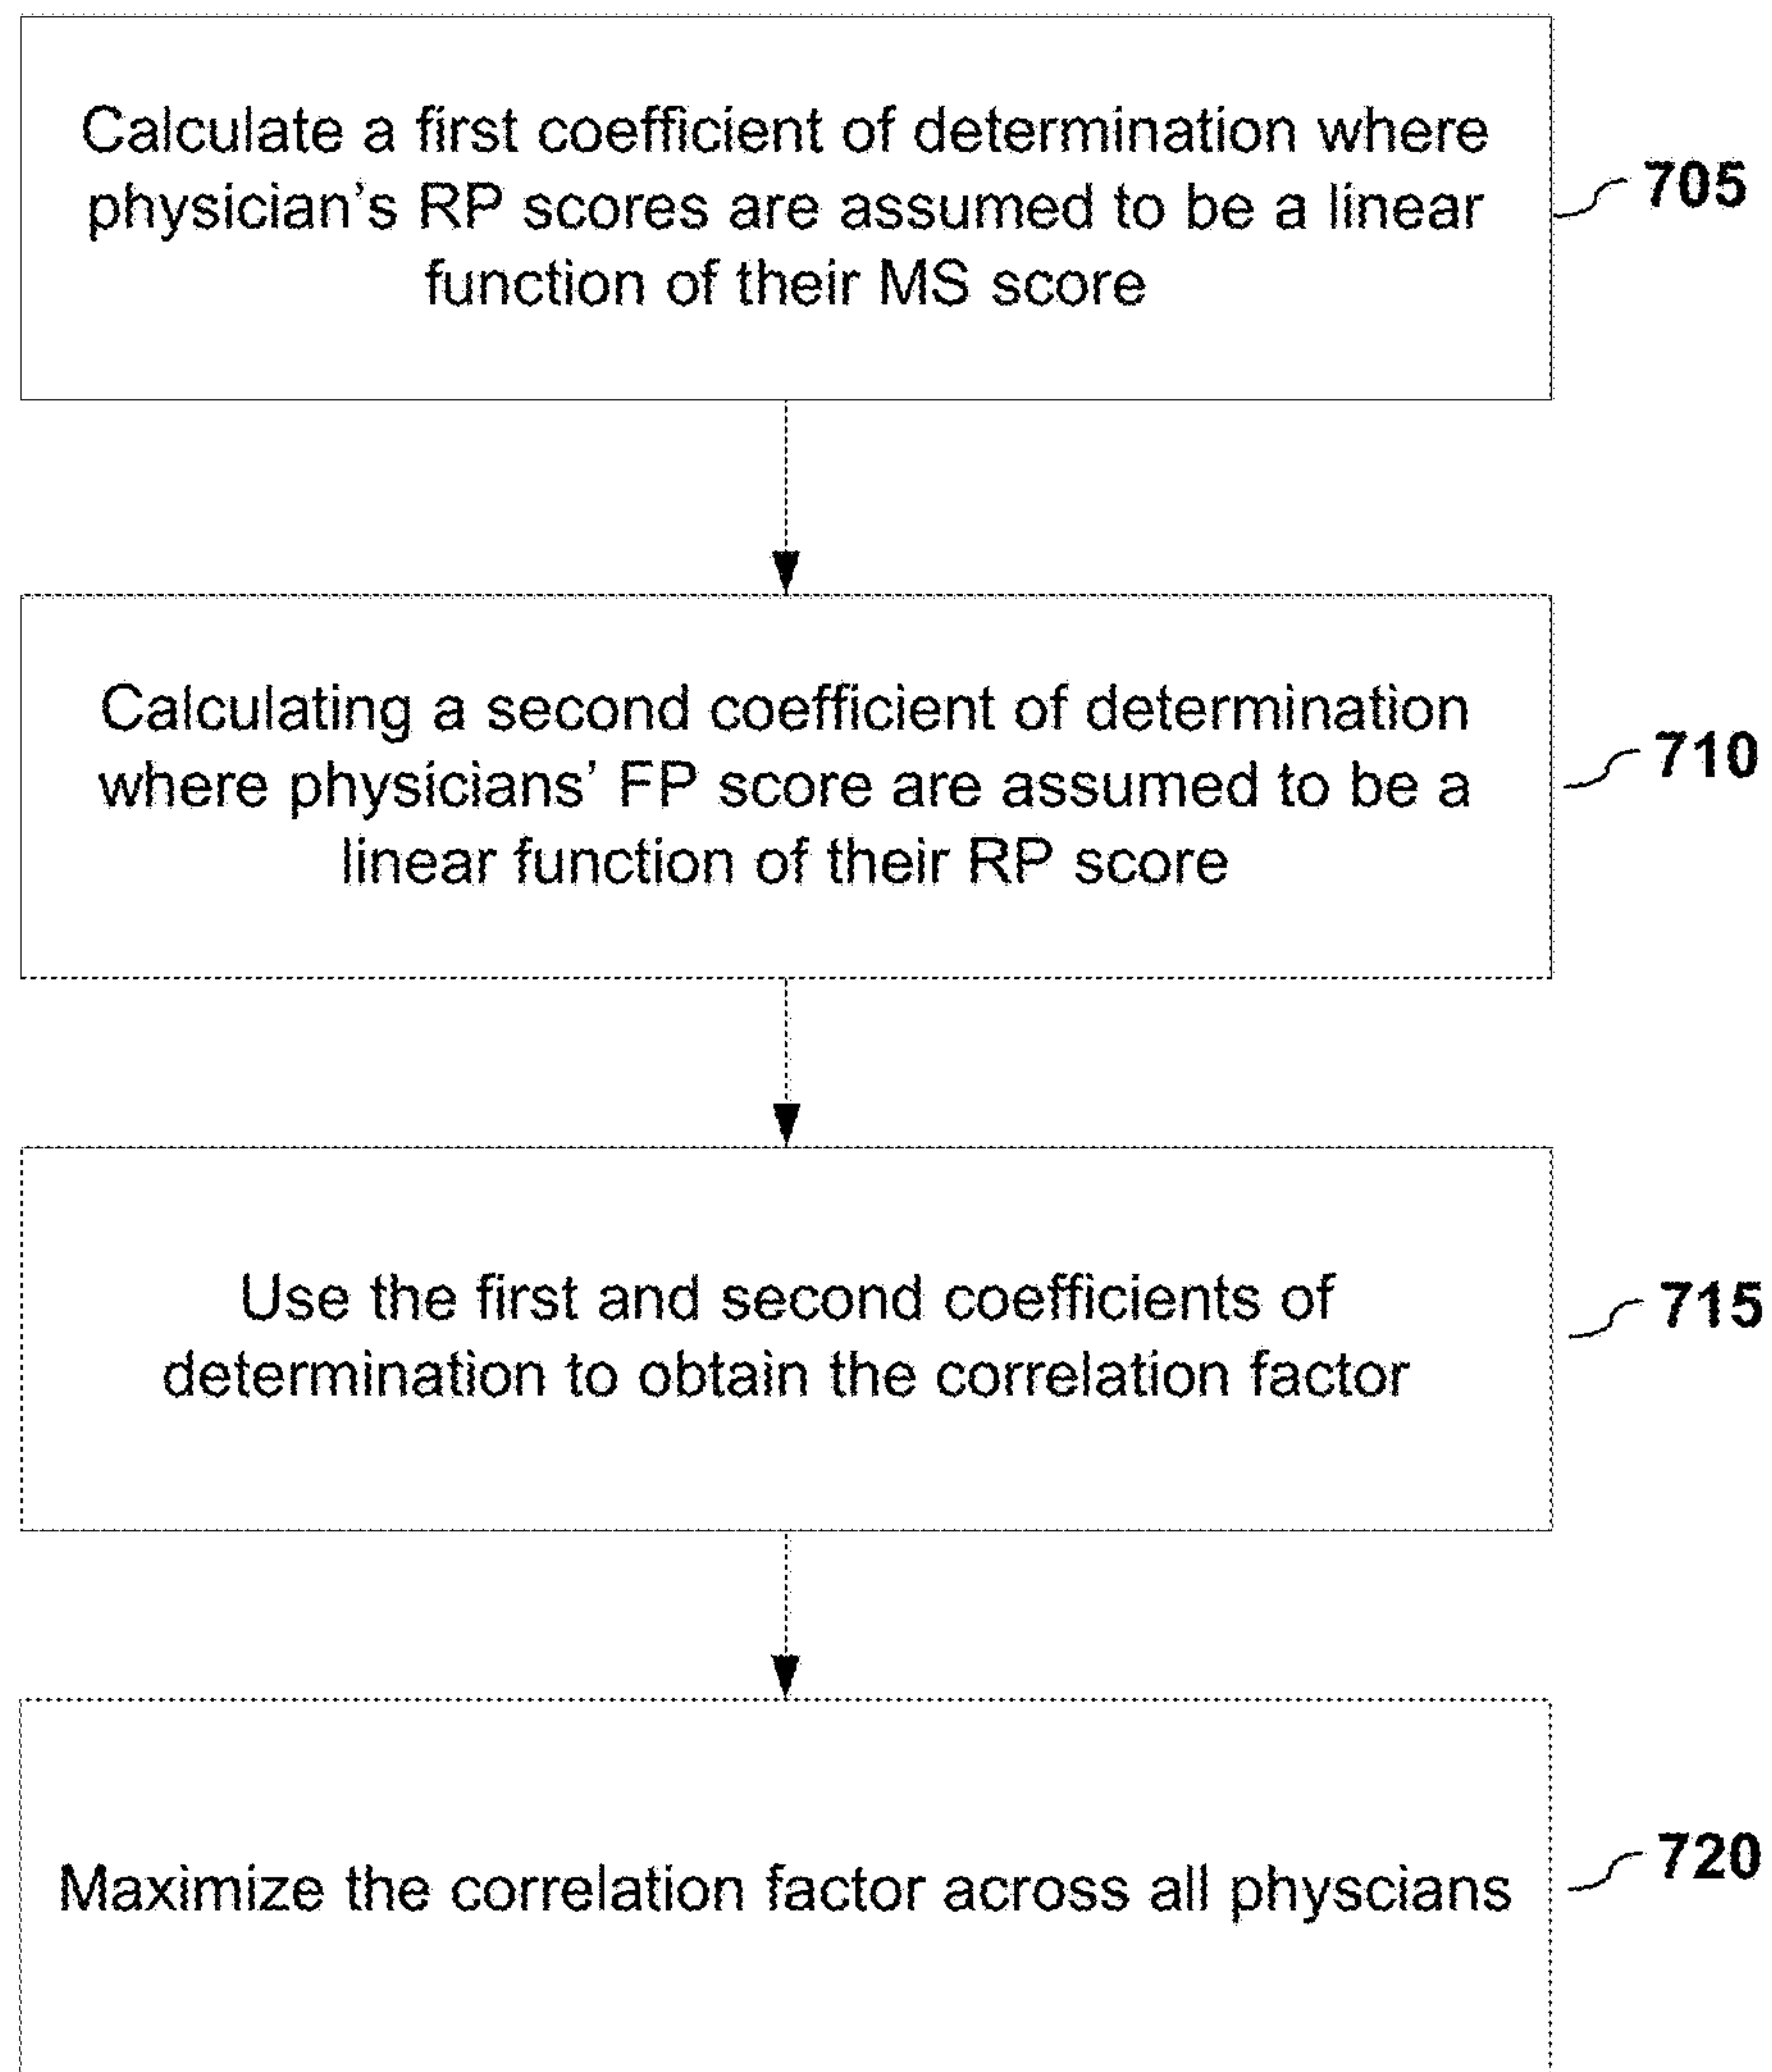 Calculate a first coefficient of determination where
physician's RP scores are assumed to be a linear
function of their MS score
705
Calculating a second coefficient of determination
where physicians' FP score are assumed to be a
linear function of their RP score
710
Use the first and second coefficients of
determination to obtain the correlation factor
715
Maximize the correlation factor across all physcians
720